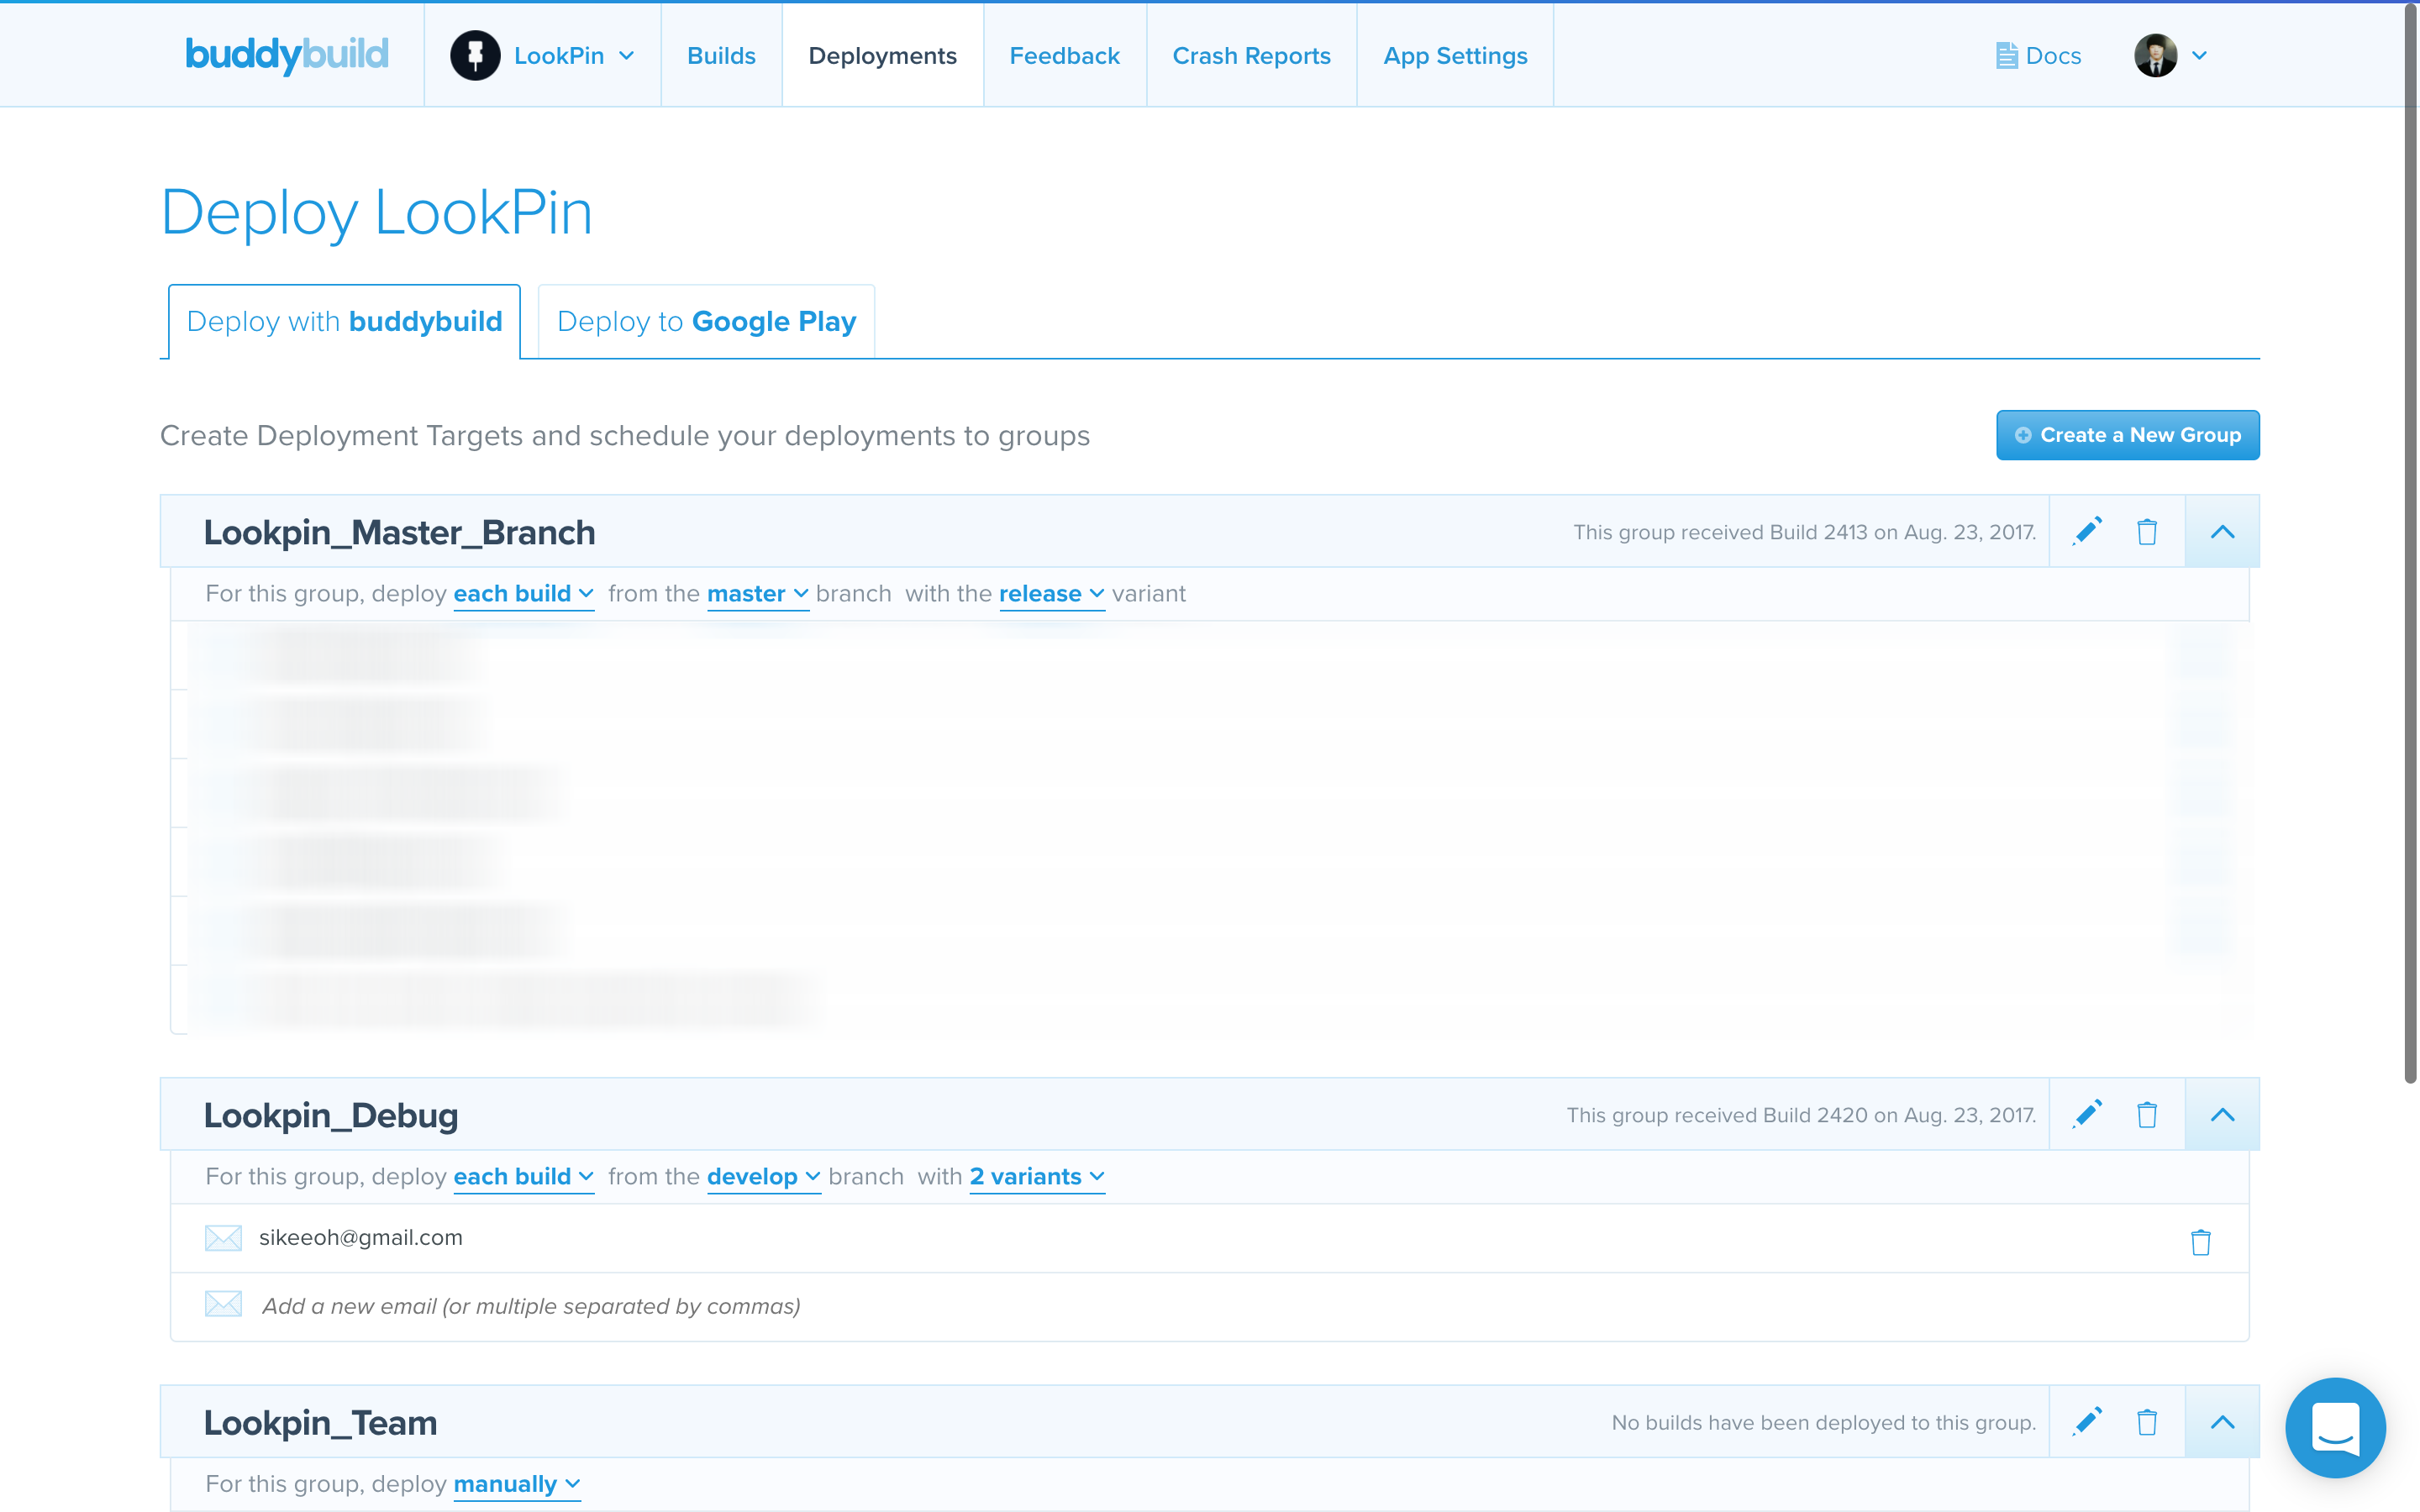 buddybuild LookPin Builds Deployments Feedback Crash Reports App Settings Docs
Deploy LookPin
Deploy with buddybuild Deploy to Google Play
Create Deployment Targets and schedule your deployments to groups Create a New Group
Lookpin_Master_Branch This group received Build 2413 on Aug. 23, 2017.
For this group, deploy each build from the master branch with the release variant
Lookpin_Debug This group received Build 2420 on Aug. 23, 2017.
For this group, deploy each build from the develop branch with 2 variants
sikeeoh@gmail.com
Add a new email (or multiple separated by commas)
Lookpin_Team No builds have been deployed to this group.
For this group, deploy manually